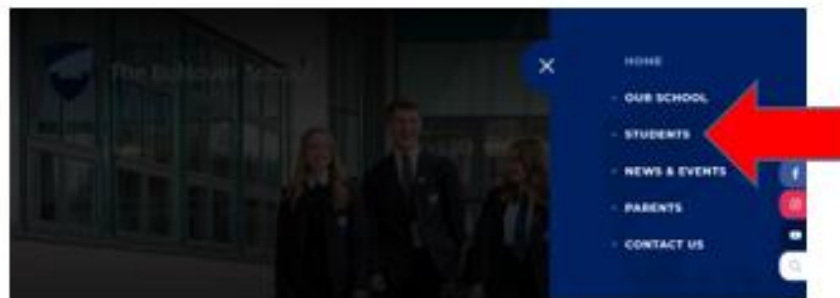 The Bolsover School
HOME
OUR SCHOOL
STUDENTS
NEWS & EVENTS
PARENTS
CONTACT US